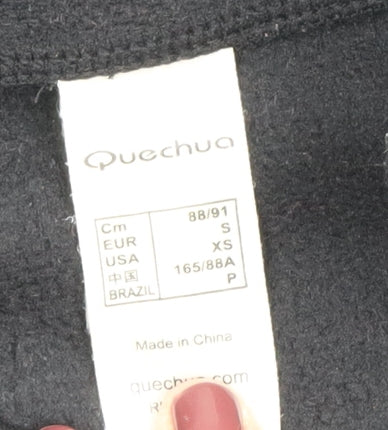 Quechua
Cm 88/91
EUR S
USA XS
中国 165/88A
BRAZIL P
Made in China